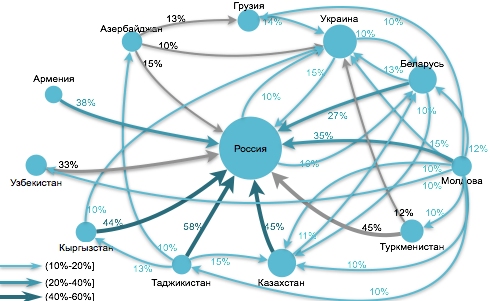 Грузия
13%
14%
Украина
10%
Азербайджан
10%
10%
15%
15%
Беларусь
13%
Армения
38%
10%
27%
10%
35%
15%
12%
Россия
10%
10%
33%
Узбекистан
10%
Молдова
10%
44%
58%
45%
11%
45%
12%
10%
Кыргызстан
10%
Туркменистан
(10%-20%]
13%
15%
10%
Таджикистан
Казахстан
(20%-40%]
(40%-60%]
10%